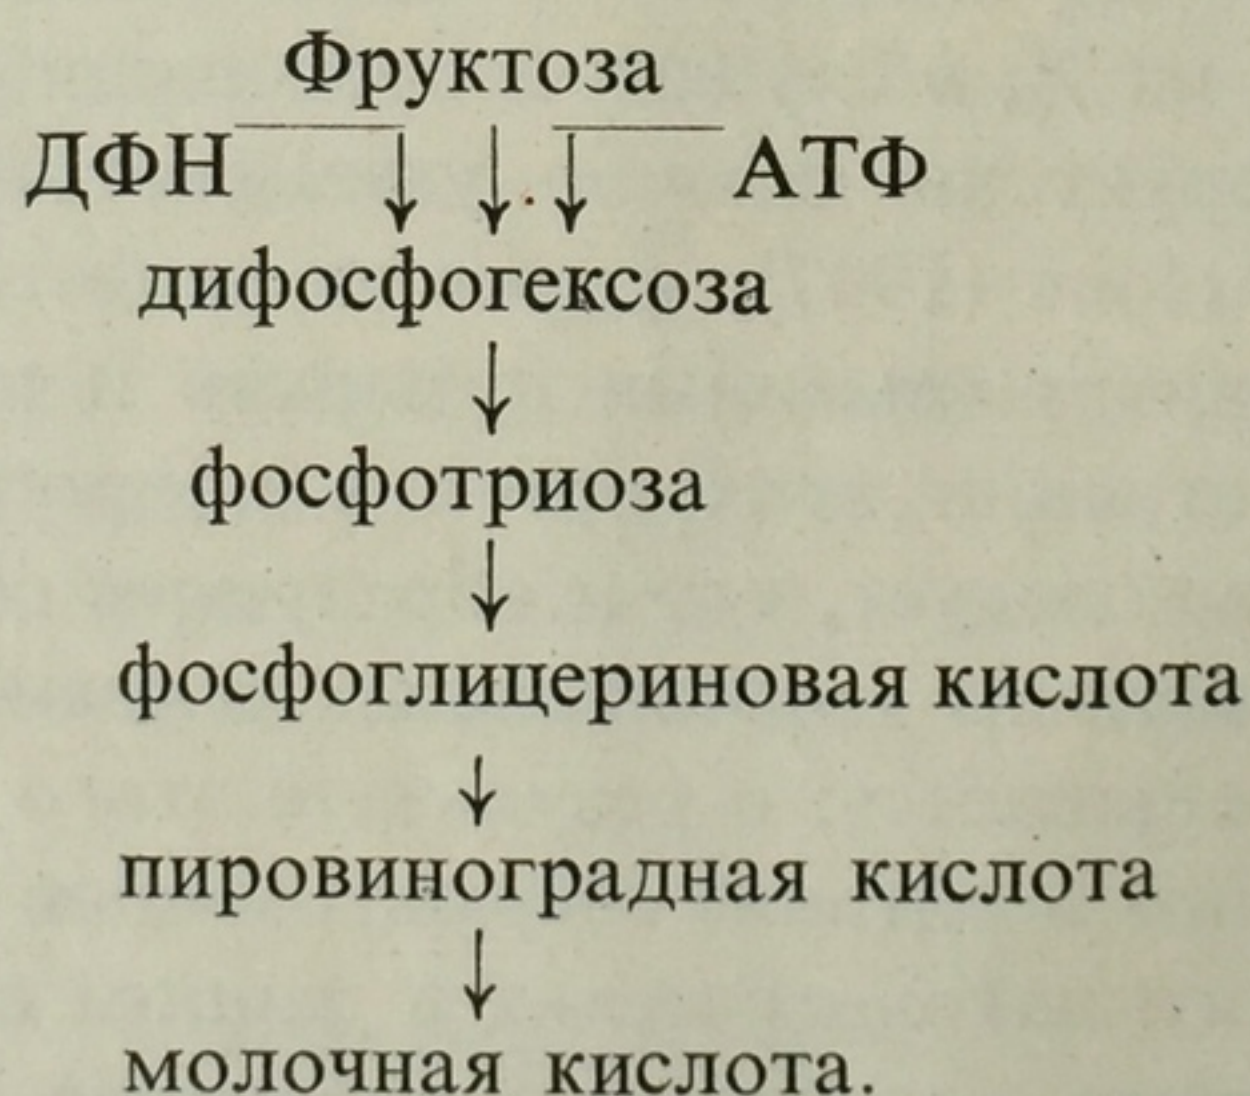 Фруктоза
ДФН АТФ
дифосфогексоза
фосфотриоза
фосфоглицериновая кислота
пировиноградная кислота
молочная кислота.